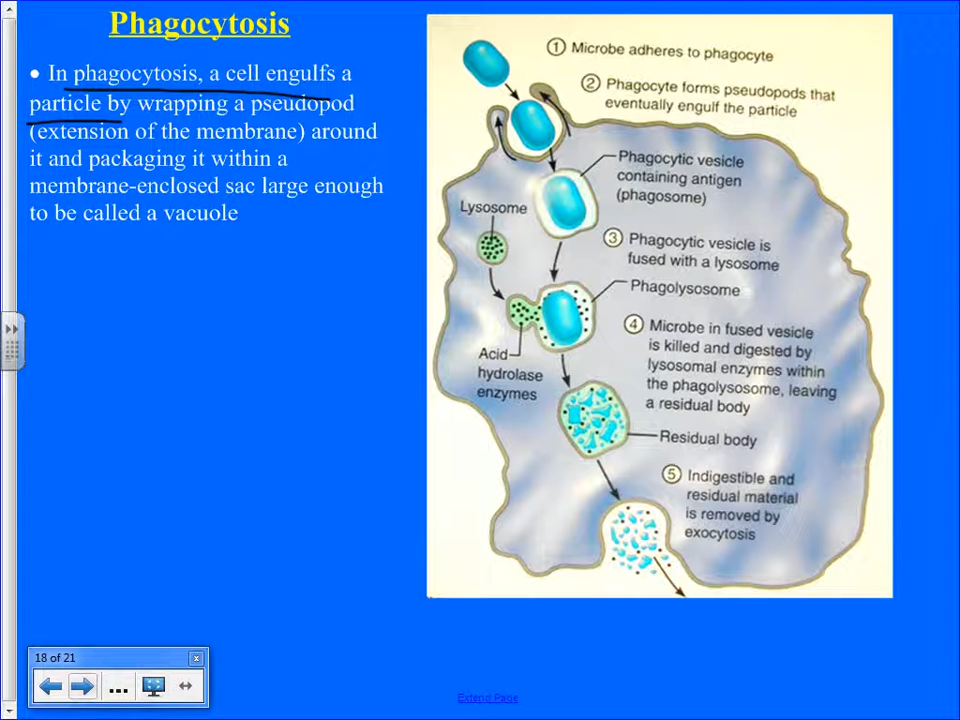 Phagocytosis
• In phagocytosis, a cell engulfs a
particle by wrapping a pseudopod
(extension of the membrane) around
it and packaging it within a
membrane-enclosed sac large enough
to be called a vacuole
1 Microbe adheres to phagocyte
2 Phagocyte forms pseudopods that
eventually engulf the particle
Phagocytic vesicle
containing antigen
(phagosome)
Lysosome
3 Phagocytic vesicle is
fused with a lysosome
Phagolysosome
4 Microbe in fused vesicle
is killed and digested by
lysosomal enzymes within
the phagolysosome, leaving
a residual body
Acid
hydrolase
enzymes
Residual body
5 Indigestible and
residual material
is removed by
exocytosis
18 of 21
x
...
Extend Page